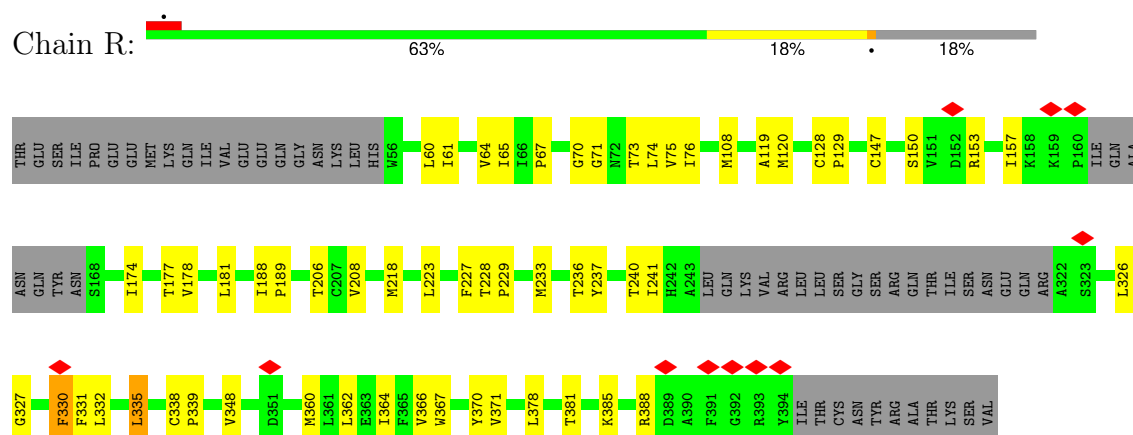 Chain R:
63% 18% • 18%
THR GLU SER ILE PRO GLU GLU MET LYS GLN ILE VAL GLU GLU GLN GLY ASN LYS LEU HIS W56 L60 I61 V64 I65 I66 P67 G70 G71 N72 T73 L74 V75 I76 M108 A119 M120 C128 P129 C147 S150 V151 D152 R153 I157 K158 K159 P160 ILE GLN ALA
ASN GLN TYR ASN S168 I174 T177 V178 L181 I188 P189 T206 C207 V208 M218 L223 F227 T228 P229 M233 T236 Y237 T240 I241 H242 A243 LEU GLN LYS VAL ARG LEU LEU SER GLY SER ARG GLN THR ILE SER ASN GLU GLN ARG A322 S323 L326
G327 F330 F331 L332 L335 C338 P339 V348 D351 M360 L361 L362 E363 I364 F365 V366 W367 Y370 V371 L378 T381 K385 R388 D389 A390 F391 G392 R393 Y394 ILE THR CYS ASN TYR ARG ALA THR LYS SER VAL